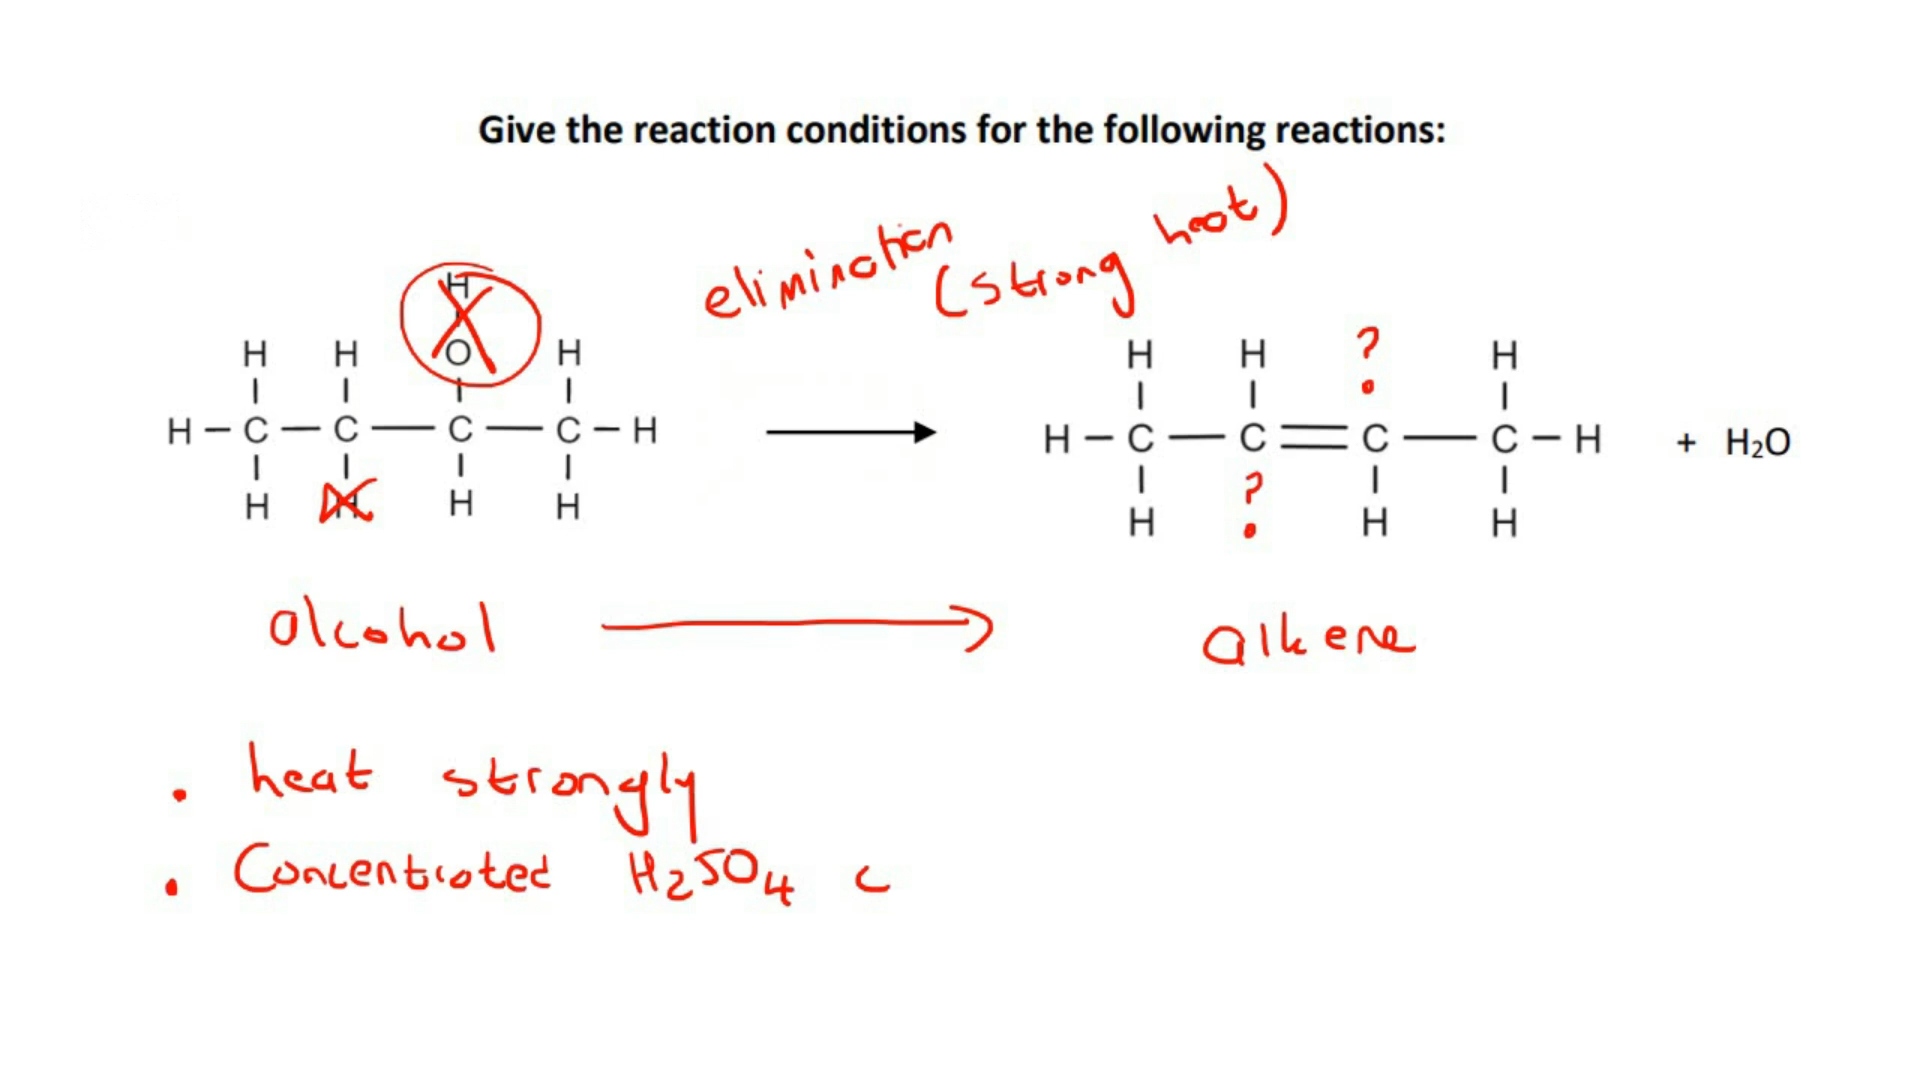 Give the reaction conditions for the following reactions:
elimination (strong heat)
H
H H O H H H ? H
H – C – C – C – C – H H – C – C = C – C – H + H₂O
H H H H H ? H H
alcohol alkene
. heat strongly
. Concentrated H₂SO₄ c